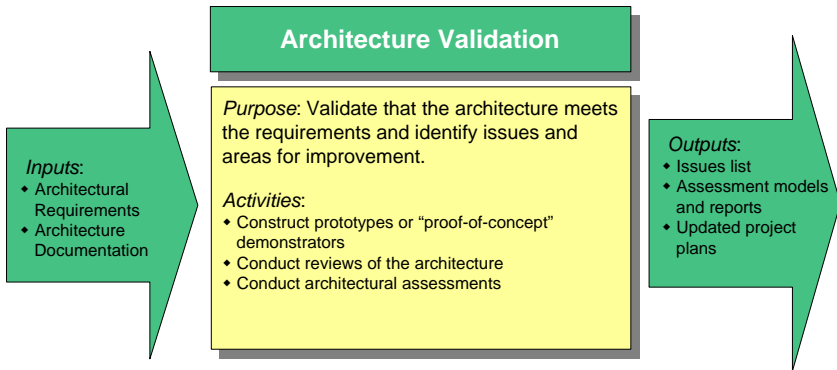 Architecture Validation
Inputs:
◆ Architectural
Requirements
◆ Architecture
Documentation
Purpose: Validate that the architecture meets
the requirements and identify issues and
areas for improvement.
Activities:
◆ Construct prototypes or “proof-of-concept”
demonstrators
◆ Conduct reviews of the architecture
◆ Conduct architectural assessments
Outputs:
◆ Issues list
◆ Assessment models
and reports
◆ Updated project
plans